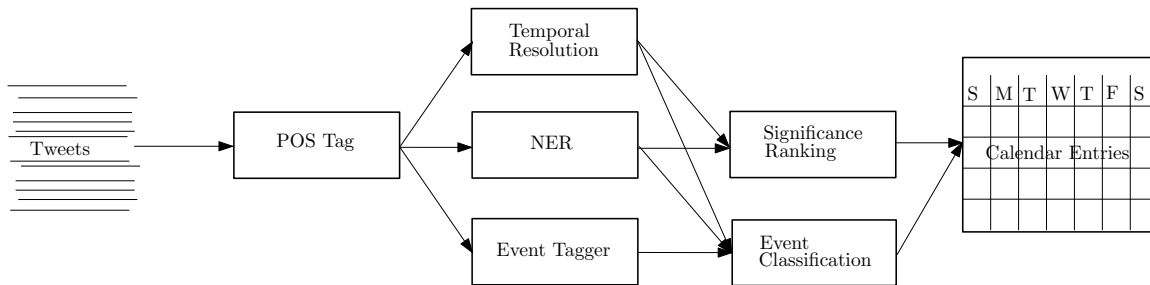 Tweets
POS Tag
Temporal
Resolution
NER
Event Tagger
Significance
Ranking
Event
Classification
S M T W T F S
Calendar Entries